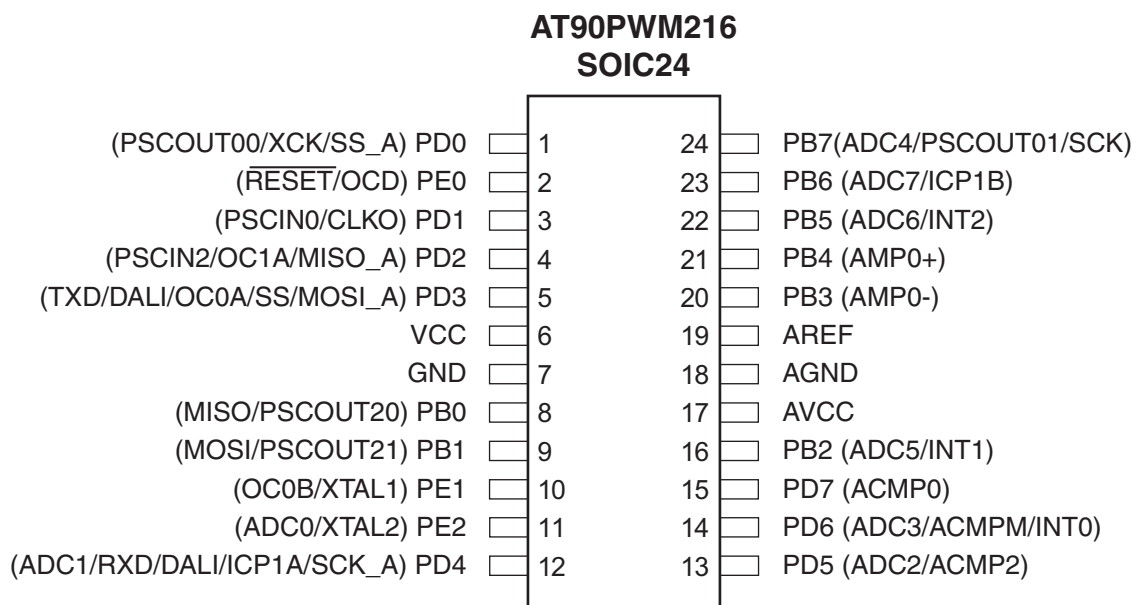 AT90PWM216
SOIC24
(PSCOUT00/XCK/SS_A) PD0 1 24 PB7(ADC4/PSCOUT01/SCK)
(RESET/OCD) PE0 2 23 PB6 (ADC7/ICP1B)
(PSCIN0/CLKO) PD1 3 22 PB5 (ADC6/INT2)
(PSCIN2/OC1A/MISO_A) PD2 4 21 PB4 (AMP0+)
(TXD/DALI/OC0A/SS/MOSI_A) PD3 5 20 PB3 (AMP0-)
VCC 6 19 AREF
GND 7 18 AGND
(MISO/PSCOUT20) PB0 8 17 AVCC
(MOSI/PSCOUT21) PB1 9 16 PB2 (ADC5/INT1)
(OC0B/XTAL1) PE1 10 15 PD7 (ACMP0)
(ADC0/XTAL2) PE2 11 14 PD6 (ADC3/ACMPM/INT0)
(ADC1/RXD/DALI/ICP1A/SCK_A) PD4 12 13 PD5 (ADC2/ACMP2)